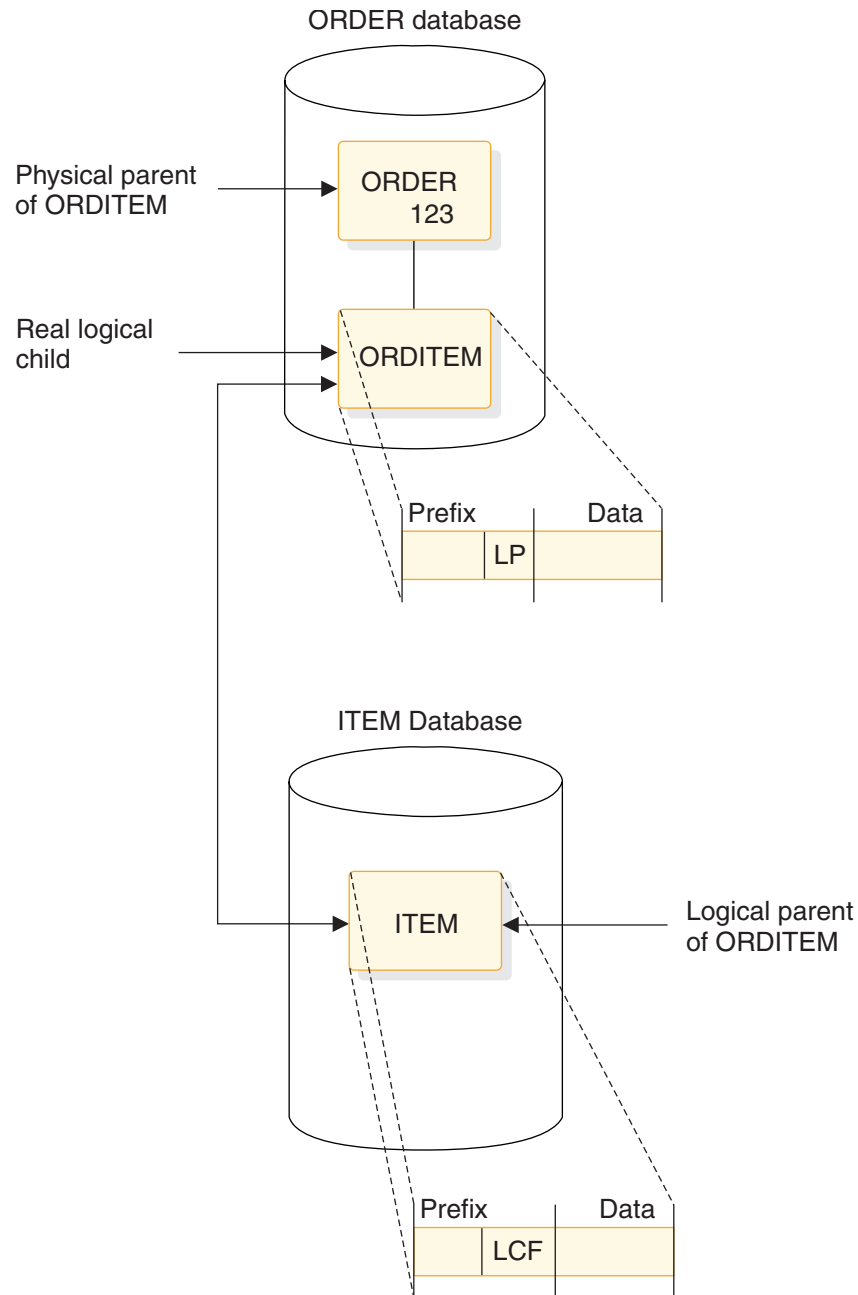 ORDER database
Physical parent
of ORDITEM
ORDER
123
Real logical
child
ORDITEM
Prefix
Data
LP
ITEM Database
ITEM
Logical parent
of ORDITEM
Prefix
Data
LCF